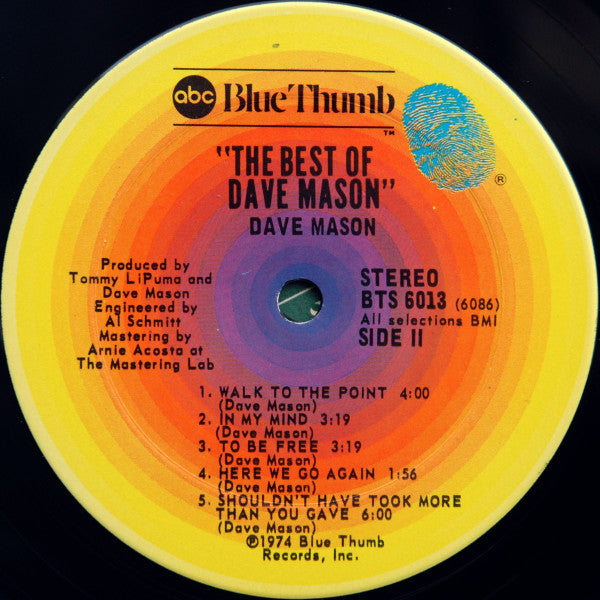 abc Blue Thumb
TM
®
"THE BEST OF
DAVE MASON"
DAVE MASON
Produced by
Tommy LiPuma and
Dave Mason
Engineered by
Al Schmitt
Mastering by
Arnie Acosta at
The Mastering Lab
STEREO
BTS 6013 (6086)
All selections BMI
SIDE II
1. WALK TO THE POINT 4:00
(Dave Mason)
2. IN MY MIND 3:19
(Dave Mason)
3. TO BE FREE 3:19
(Dave Mason)
4. HERE WE GO AGAIN 1:56
(Dave Mason)
5. SHOULDN'T HAVE TOOK MORE
THAN YOU GAVE 6:00
(Dave Mason)
℗1974 Blue Thumb
Records, Inc.